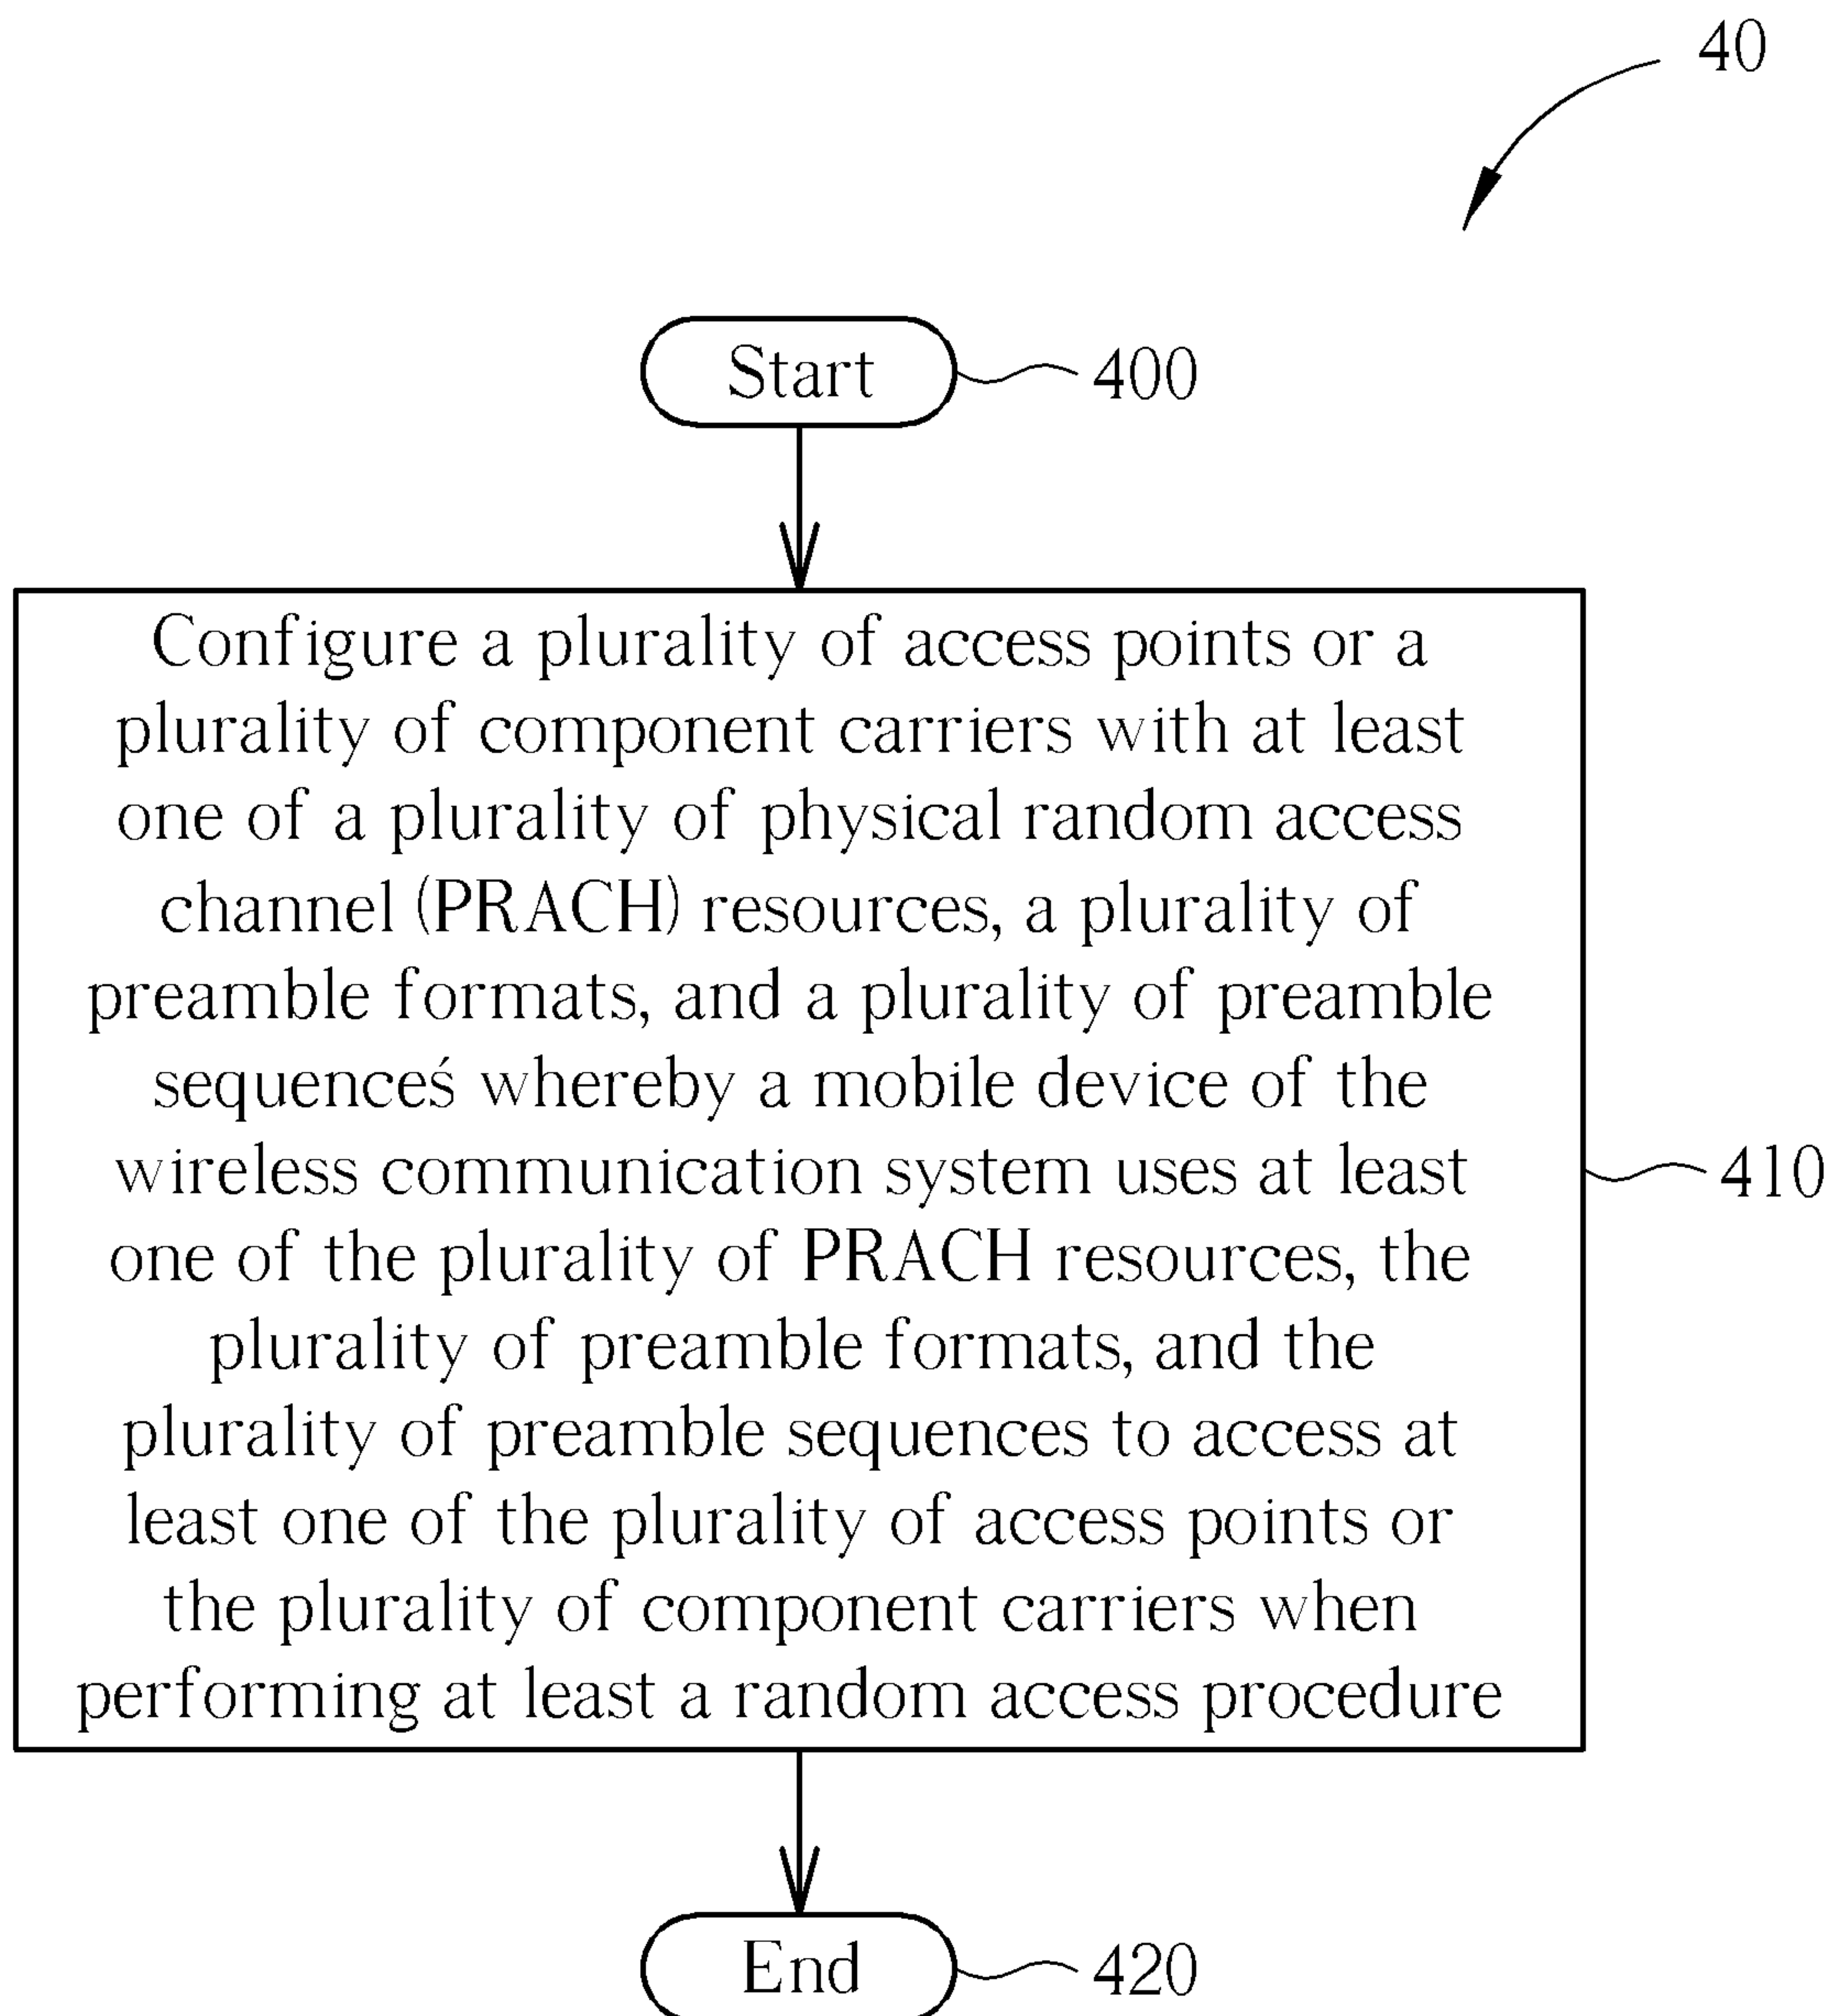 40
Start
400
Configure a plurality of access points or a
plurality of component carriers with at least
one of a plurality of physical random access
channel (PRACH) resources, a plurality of
preamble formats, and a plurality of preamble
sequenceś whereby a mobile device of the
wireless communication system uses at least
one of the plurality of PRACH resources, the
plurality of preamble formats, and the
plurality of preamble sequences to access at
least one of the plurality of access points or
the plurality of component carriers when
performing at least a random access procedure
410
End
420